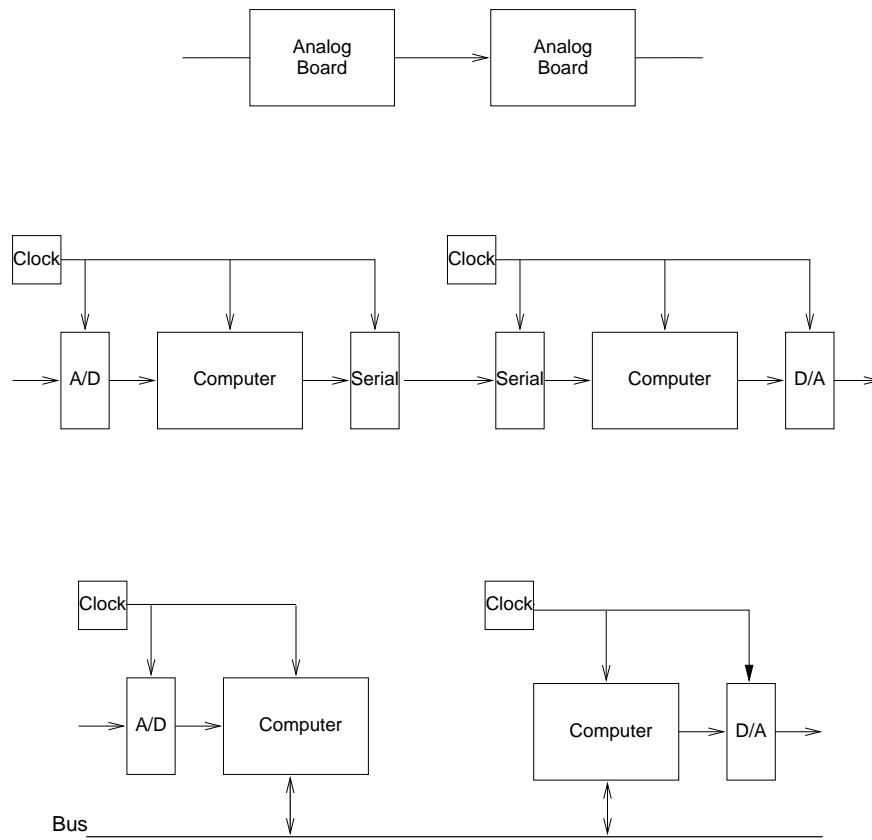 Analog
Board
Analog
Board
Clock
Clock
A/D
Computer
Serial
Serial
Computer
D/A
Clock
Clock
A/D
Computer
Computer
D/A
Bus